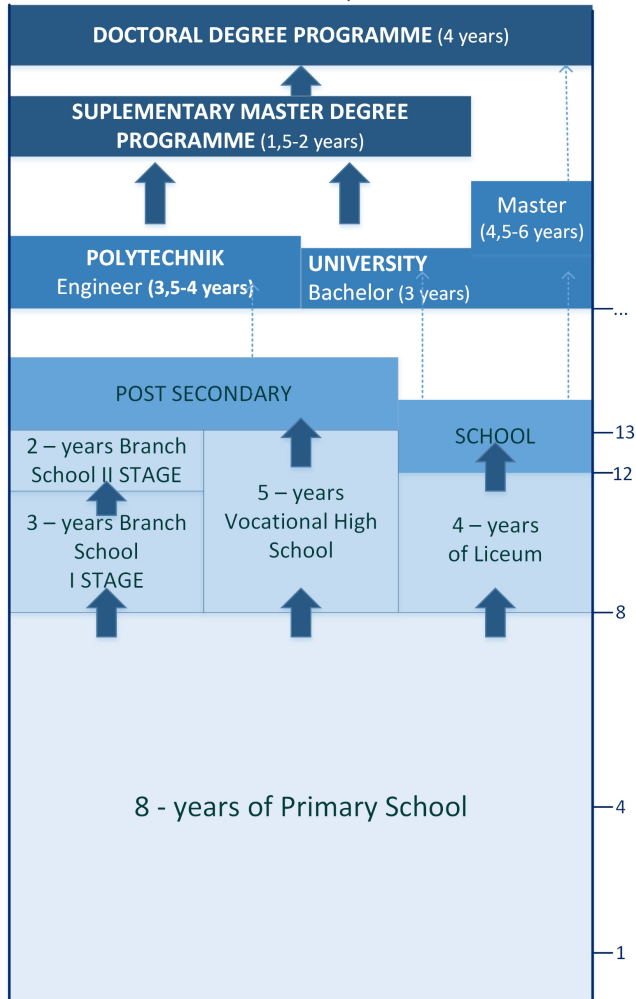 DOCTORAL DEGREE PROGRAMME (4 years)
SUPLEMENTARY MASTER DEGREE
PROGRAMME (1,5-2 years)
Master
(4,5-6 years)
POLYTECHNIK
Engineer (3,5-4 years)
UNIVERSITY
Bachelor (3 years)
...
POST SECONDARY
SCHOOL
13
12
2 – years Branch
School II STAGE
3 – years Branch
School
I STAGE
5 – years
Vocational High
School
4 – years
of Liceum
8
8 - years of Primary School
4
1